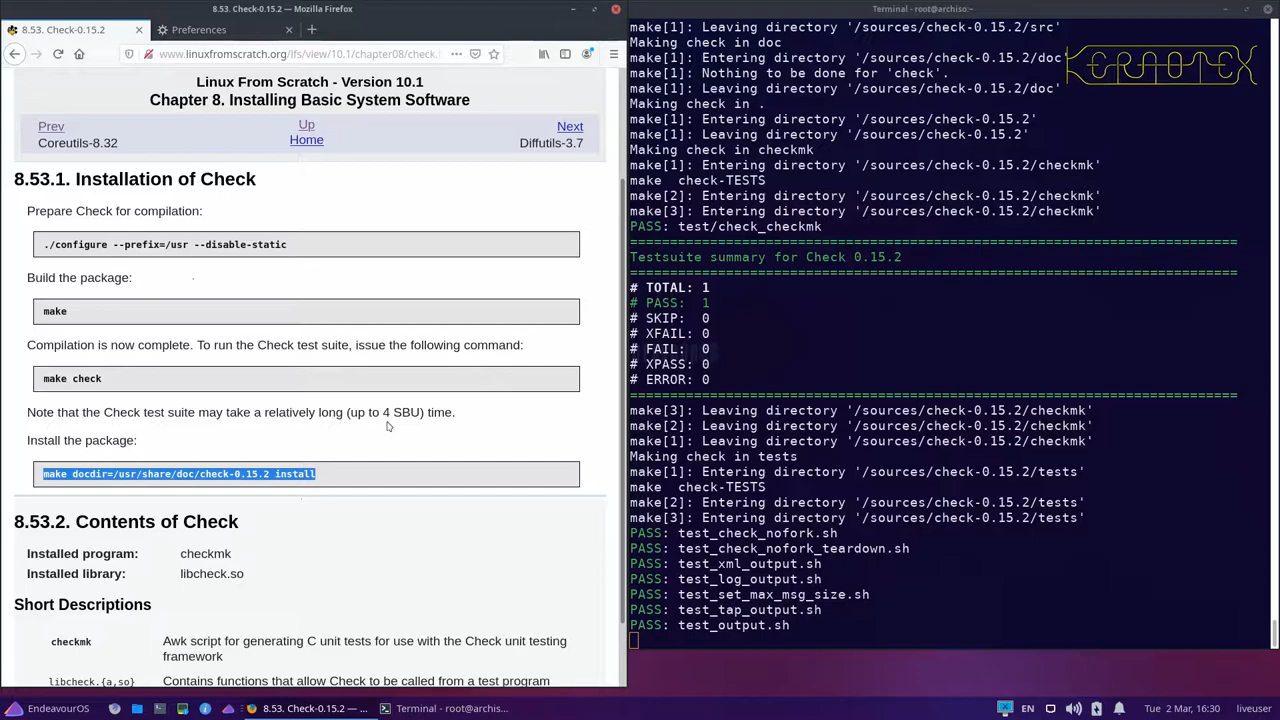 8.53. Check-0.15.2 — Mozilla Firefox
8.53. Check-0.15.2
Preferences
www.linuxfromscratch.org/lfs/view/10.1/chapter08/check.
Linux From Scratch - Version 10.1
Chapter 8. Installing Basic System Software
Prev
Up
Next
Coreutils-8.32
Home
Diffutils-3.7
8.53.1. Installation of Check
Prepare Check for compilation:
./configure --prefix=/usr --disable-static
Build the package:
make
Compilation is now complete. To run the Check test suite, issue the following command:
make check
Note that the Check test suite may take a relatively long (up to 4 SBU) time.
Install the package:
make docdir=/usr/share/doc/check-0.15.2 install
8.53.2. Contents of Check
Installed program: checkmk
Installed library: libcheck.so
Short Descriptions
checkmk Awk script for generating C unit tests for use with the Check unit testing
framework
libcheck.{a,so} Contains functions that allow Check to be called from a test program
Terminal - root@archiso:~
make[1]: Leaving directory '/sources/check-0.15.2/src'
Making check in doc
make[1]: Entering directory '/sources/check-0.15.2/doc'
make[1]: Nothing to be done for 'check'.
make[1]: Leaving directory '/sources/check-0.15.2/doc'
Making check in .
make[1]: Entering directory '/sources/check-0.15.2'
make[1]: Leaving directory '/sources/check-0.15.2'
Making check in checkmk
make[1]: Entering directory '/sources/check-0.15.2/checkmk'
make  check-TESTS
make[2]: Entering directory '/sources/check-0.15.2/checkmk'
make[3]: Entering directory '/sources/check-0.15.2/checkmk'
PASS: test/check_checkmk
============================================================================
Testsuite summary for Check 0.15.2
============================================================================
# TOTAL: 1
# PASS:  1
# SKIP:  0
# XFAIL: 0
# FAIL:  0
# XPASS: 0
# ERROR: 0
============================================================================
make[3]: Leaving directory '/sources/check-0.15.2/checkmk'
make[2]: Leaving directory '/sources/check-0.15.2/checkmk'
make[1]: Leaving directory '/sources/check-0.15.2/checkmk'
Making check in tests
make[1]: Entering directory '/sources/check-0.15.2/tests'
make  check-TESTS
make[2]: Entering directory '/sources/check-0.15.2/tests'
make[3]: Entering directory '/sources/check-0.15.2/tests'
PASS: test_check_nofork.sh
PASS: test_check_nofork_teardown.sh
PASS: test_xml_output.sh
PASS: test_log_output.sh
PASS: test_set_max_msg_size.sh
PASS: test_tap_output.sh
PASS: test_output.sh
EndeavourOS
8.53. Check-0.15.2 — ...
Terminal - root@archis...
EN
Tue 2 Mar, 16:30
liveuser